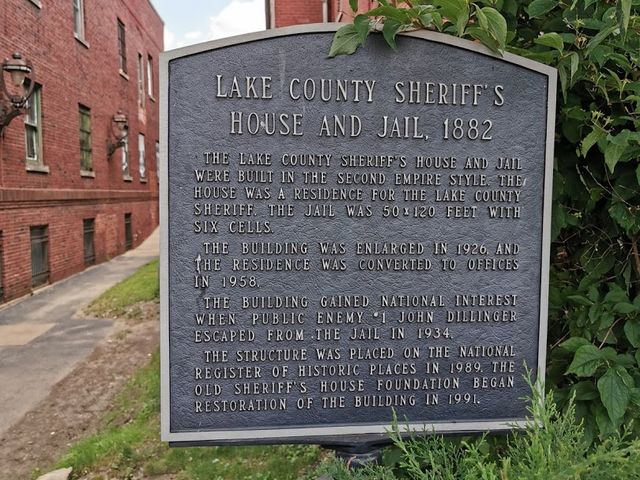 LAKE COUNTY SHERIFF'S
HOUSE AND JAIL, 1882
THE LAKE COUNTY SHERIFF'S HOUSE AND JAIL
WERE BUILT IN THE SECOND EMPIRE STYLE. THE
HOUSE WAS A RESIDENCE FOR THE LAKE COUNTY
SHERIFF. THE JAIL WAS 50x120 FEET WITH
SIX CELLS.
THE BUILDING WAS ENLARGED IN 1926, AND
THE RESIDENCE WAS CONVERTED TO OFFICES
IN 1958.
THE BUILDING GAINED NATIONAL INTEREST
WHEN "PUBLIC ENEMY" #1 JOHN DILLINGER
ESCAPED FROM THE JAIL IN 1934.
THE STRUCTURE WAS PLACED ON THE NATIONAL
REGISTER OF HISTORIC PLACES IN 1989. THE
OLD SHERIFF'S HOUSE FOUNDATION BEGAN
RESTORATION OF THE BUILDING IN 1991.